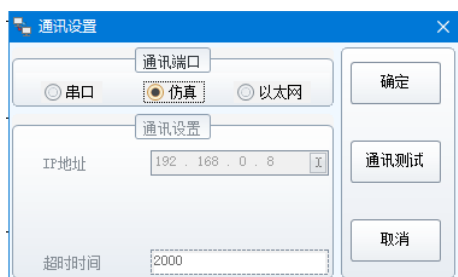 通讯设置
通讯端口
串口 仿真 以太网
确定
通讯设置
IP地址 192 . 168 . 0 . 8
通讯测试
超时时间 2000
取消